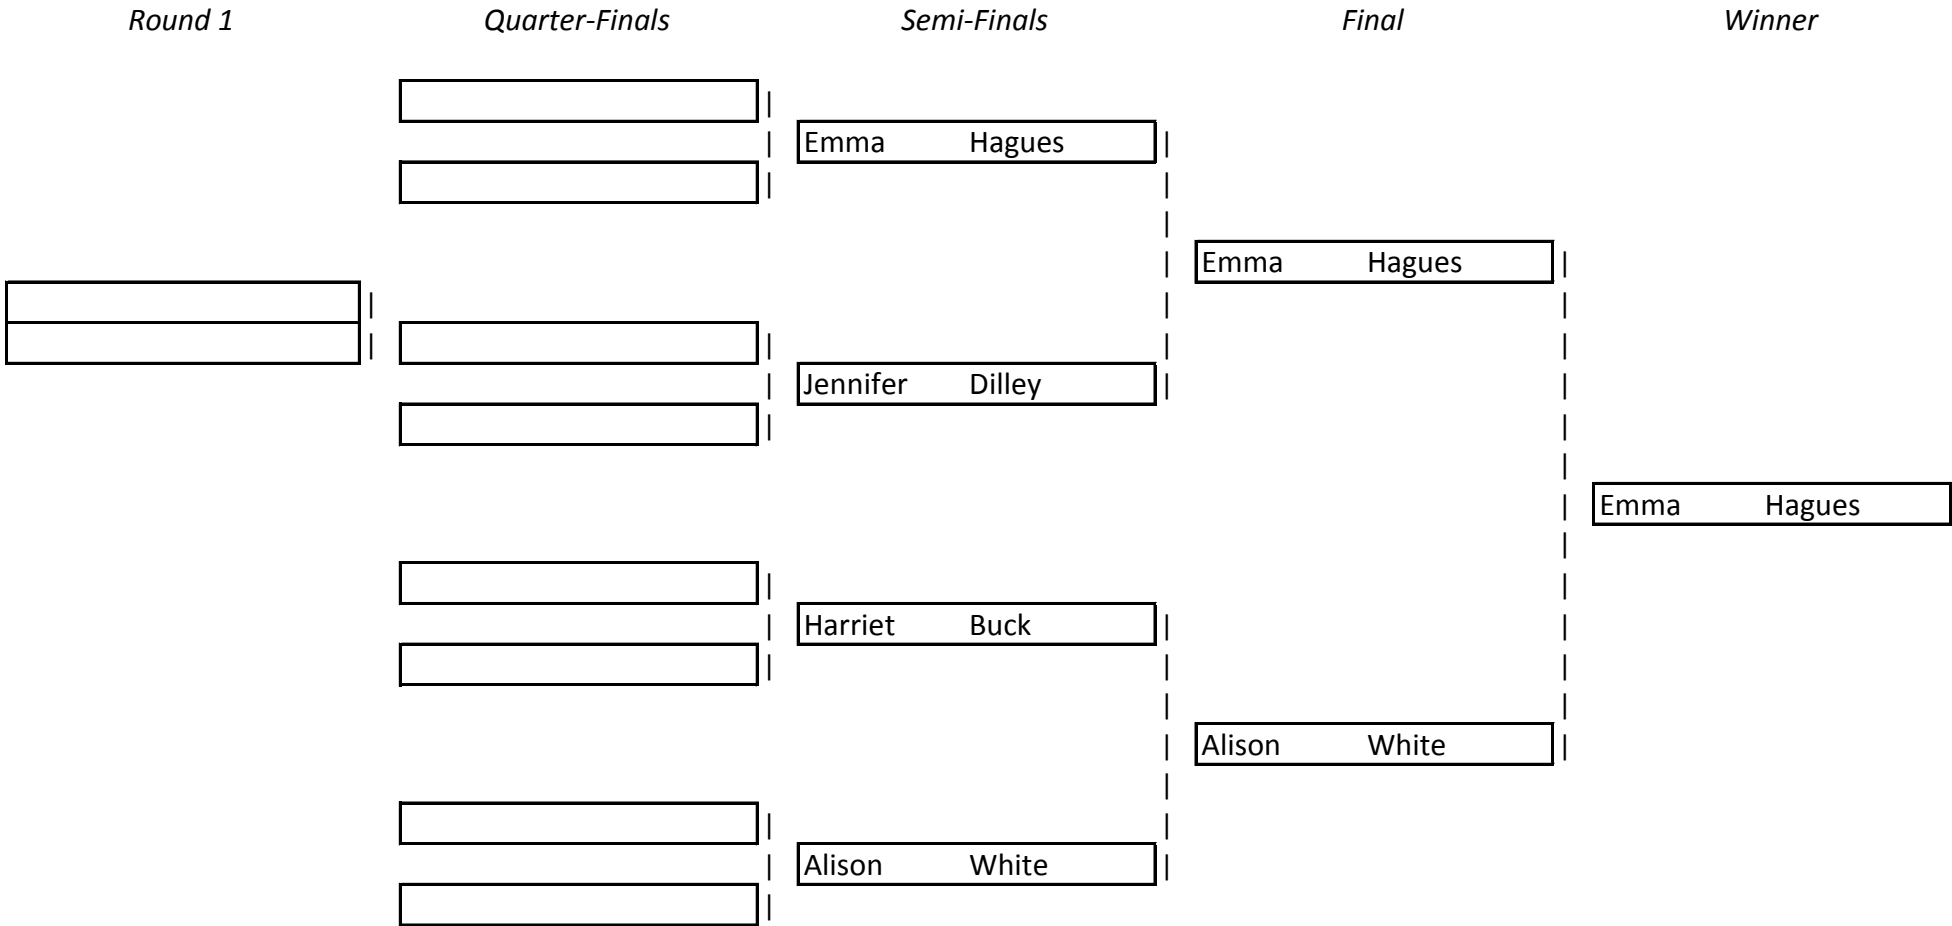 Round 1 Quarter-Finals Semi-Finals Final Winner
Emma Hagues
Emma Hagues
Jennifer Dilley
Emma Hagues
Harriet Buck
Alison White
Alison White